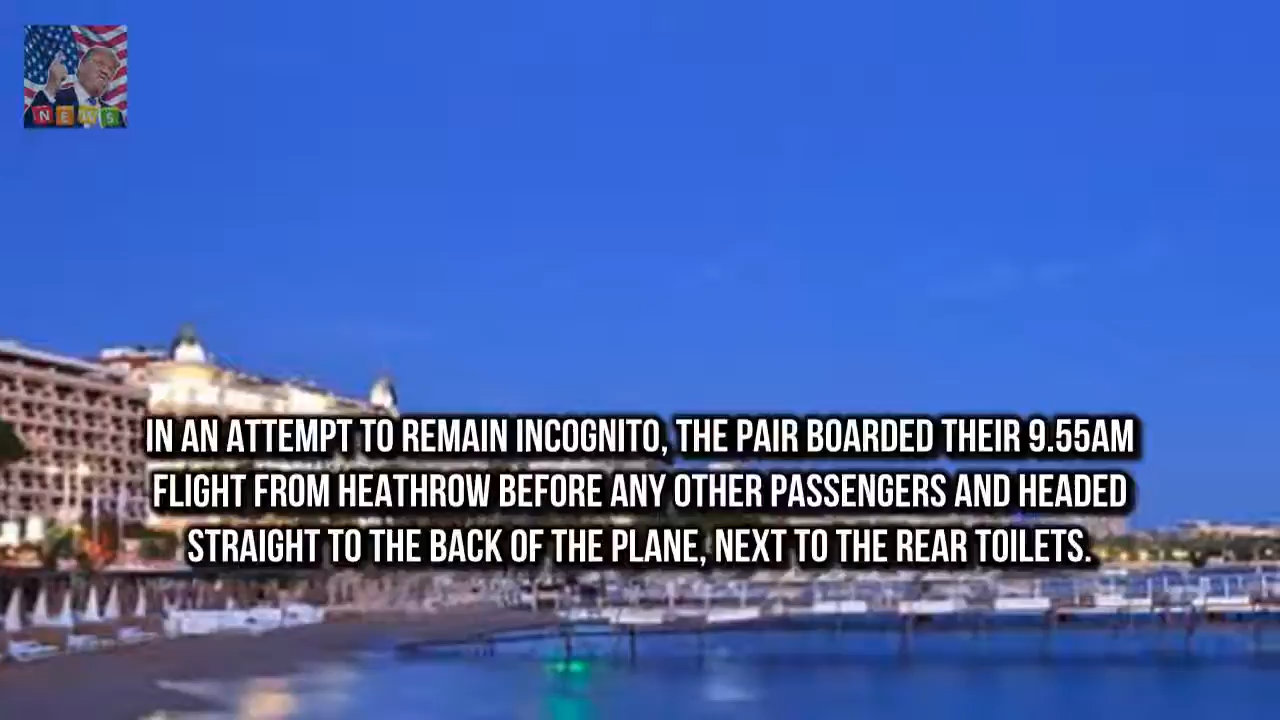 NEWS
IN AN ATTEMPT TO REMAIN INCOGNITO, THE PAIR BOARDED THEIR 9.55AM
FLIGHT FROM HEATHROW BEFORE ANY OTHER PASSENGERS AND HEADED
STRAIGHT TO THE BACK OF THE PLANE, NEXT TO THE REAR TOILETS.